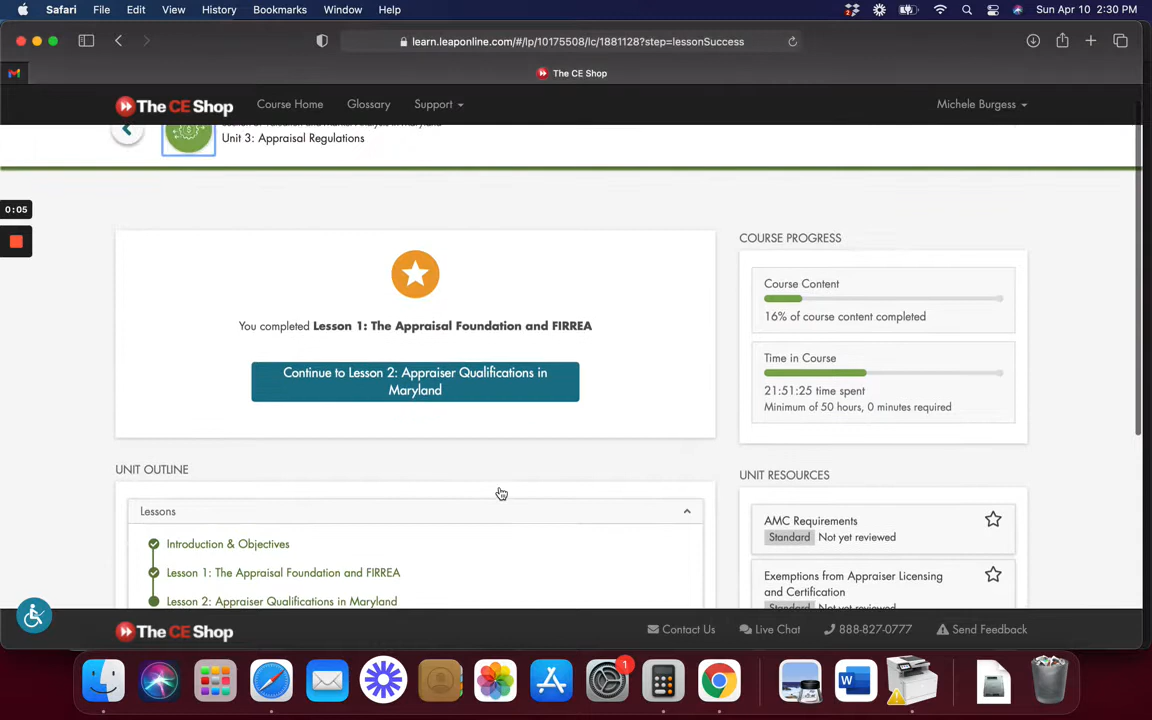 Safari File Edit View History Bookmarks Window Help Sun Apr 10 2:30 PM
learn.leaponline.com/#/lp/10175508/lc/1881128?step=lessonSuccess
The CE Shop
The CE Shop Course Home Glossary Support Michele Burgess
Unit 3: Appraisal Regulations
0:05
COURSE PROGRESS
Course Content
16% of course content completed
Time in Course
21:51:25 time spent
Minimum of 50 hours, 0 minutes required
You completed Lesson 1: The Appraisal Foundation and FIRREA
Continue to Lesson 2: Appraiser Qualifications in
Maryland
UNIT OUTLINE
Lessons
Introduction & Objectives
Lesson 1: The Appraisal Foundation and FIRREA
Lesson 2: Appraiser Qualifications in Maryland
UNIT RESOURCES
AMC Requirements
Standard Not yet reviewed
Exemptions from Appraiser Licensing
and Certification
Standard Not yet reviewed
The CE Shop Contact Us Live Chat 888-827-0777 Send Feedback
1
W